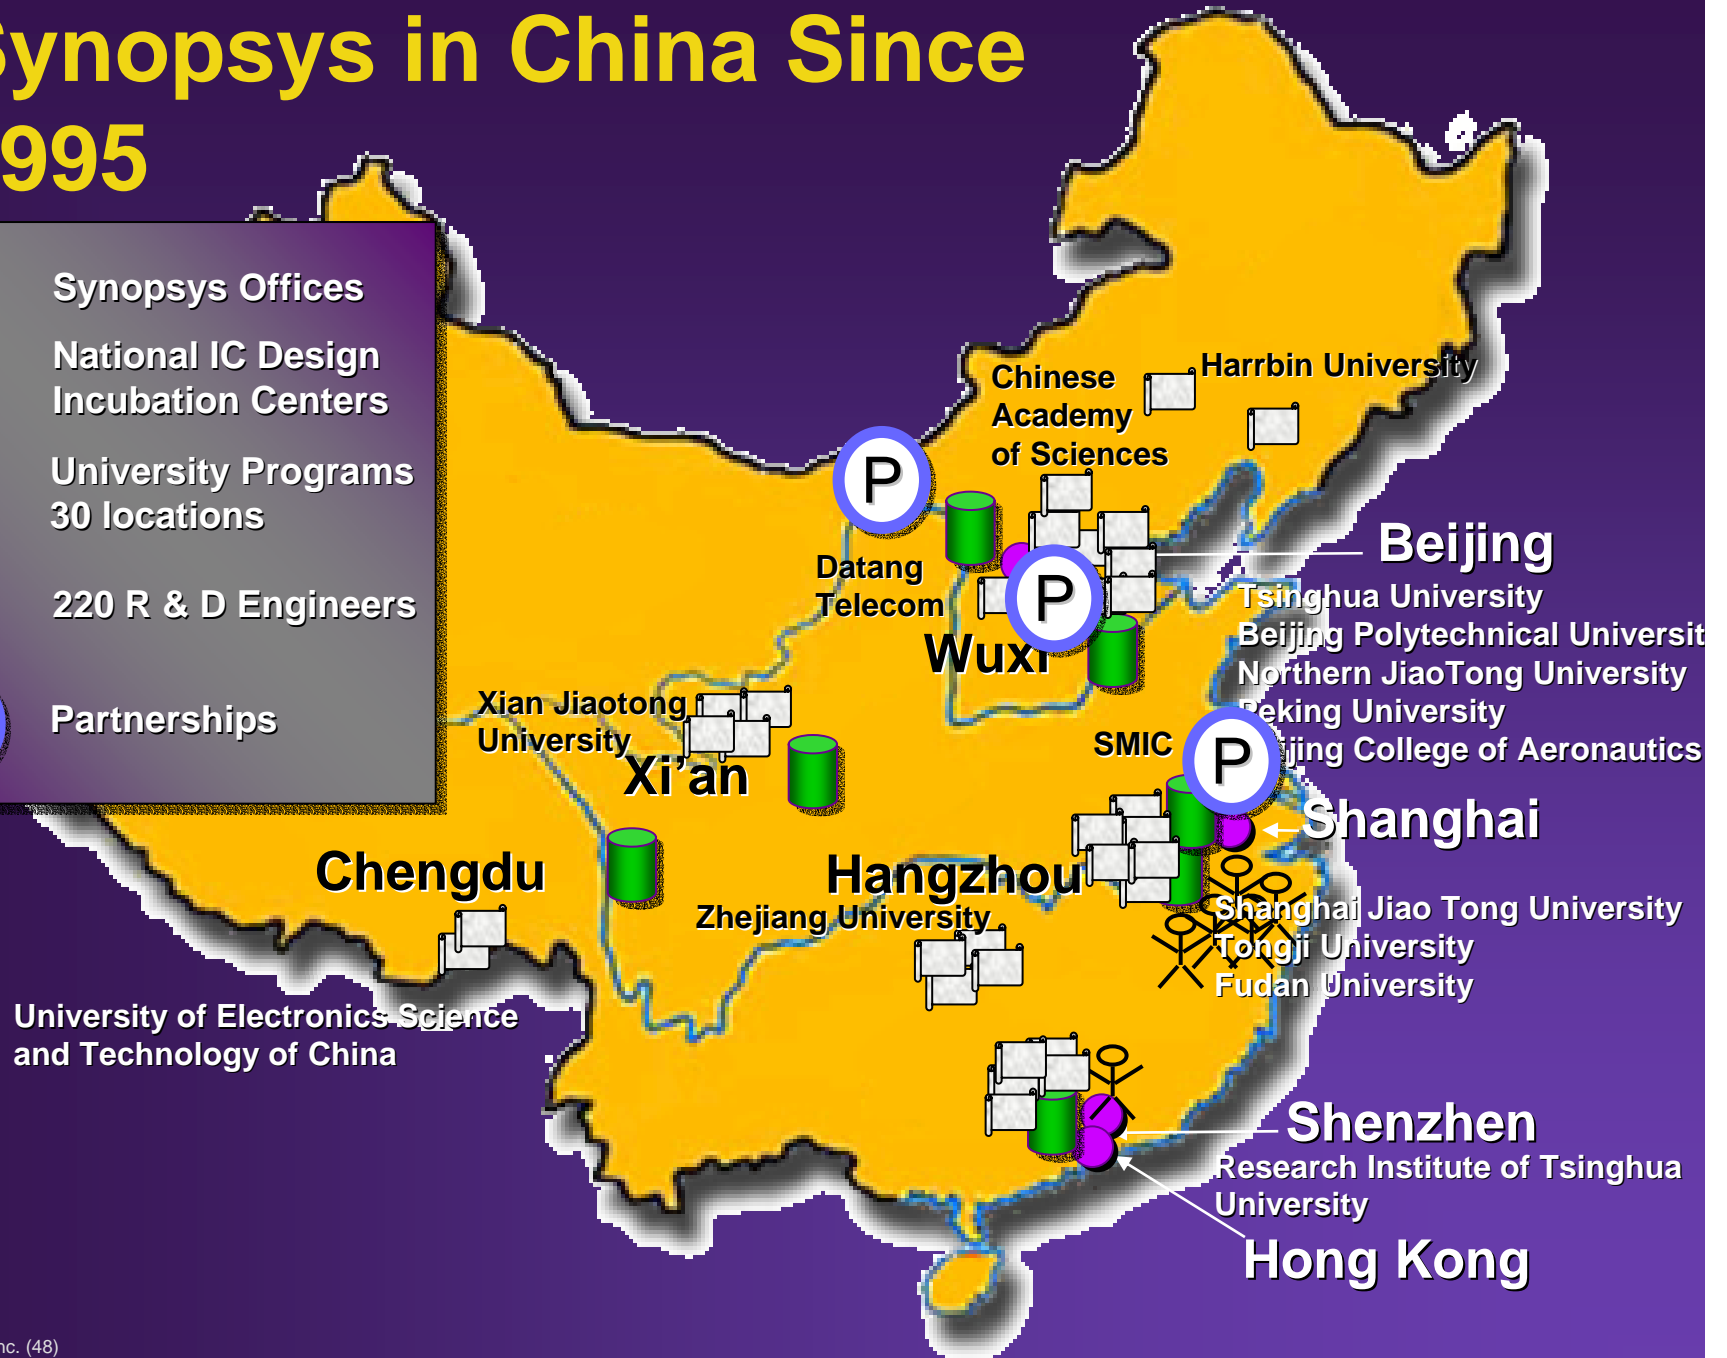 Synopsys in China Since
995
Synopsys Offices
National IC Design
Incubation Centers
University Programs
30 locations
220 R & D Engineers
Partnerships
Chinese
Academy
of Sciences
Harrbin University
P
Datang
Telecom
P
Wuxi
Beijing
Tsinghua University
Beijing Polytechnical Universit
Northern JiaoTong University
Peking University
ijing College of Aeronautics
Xian Jiaotong
University
Xi’an
SMIC
P
Shanghai
Chengdu
Hangzhou
Zhejiang University
Shanghai Jiao Tong University
Tongji University
Fudan University
University of Electronics Science
and Technology of China
Shenzhen
Research Institute of Tsinghua
University
Hong Kong
nc. (48)